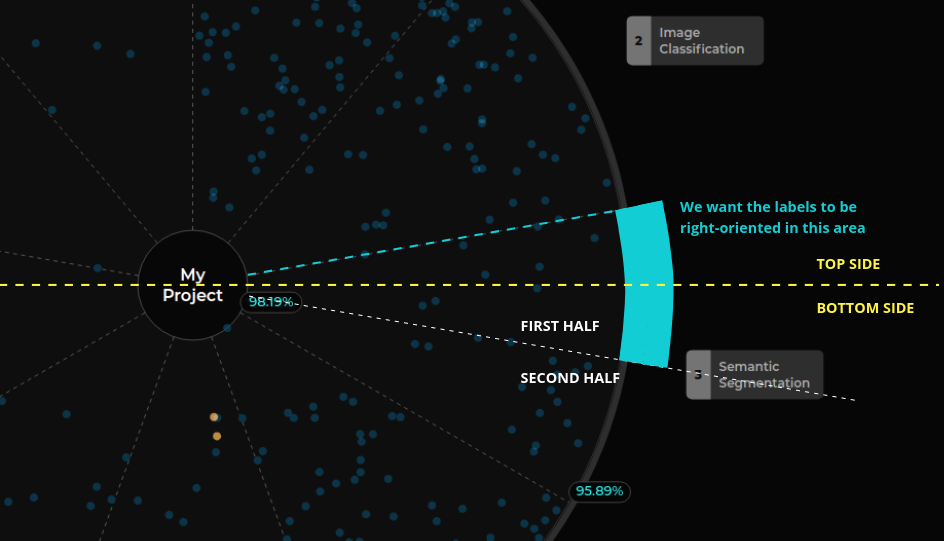 2
Image
Classification
We want the labels to be
right-oriented in this area
TOP SIDE
My
Project
98.19%
BOTTOM SIDE
FIRST HALF
3
Semantic
Segmentation
SECOND HALF
95.89%